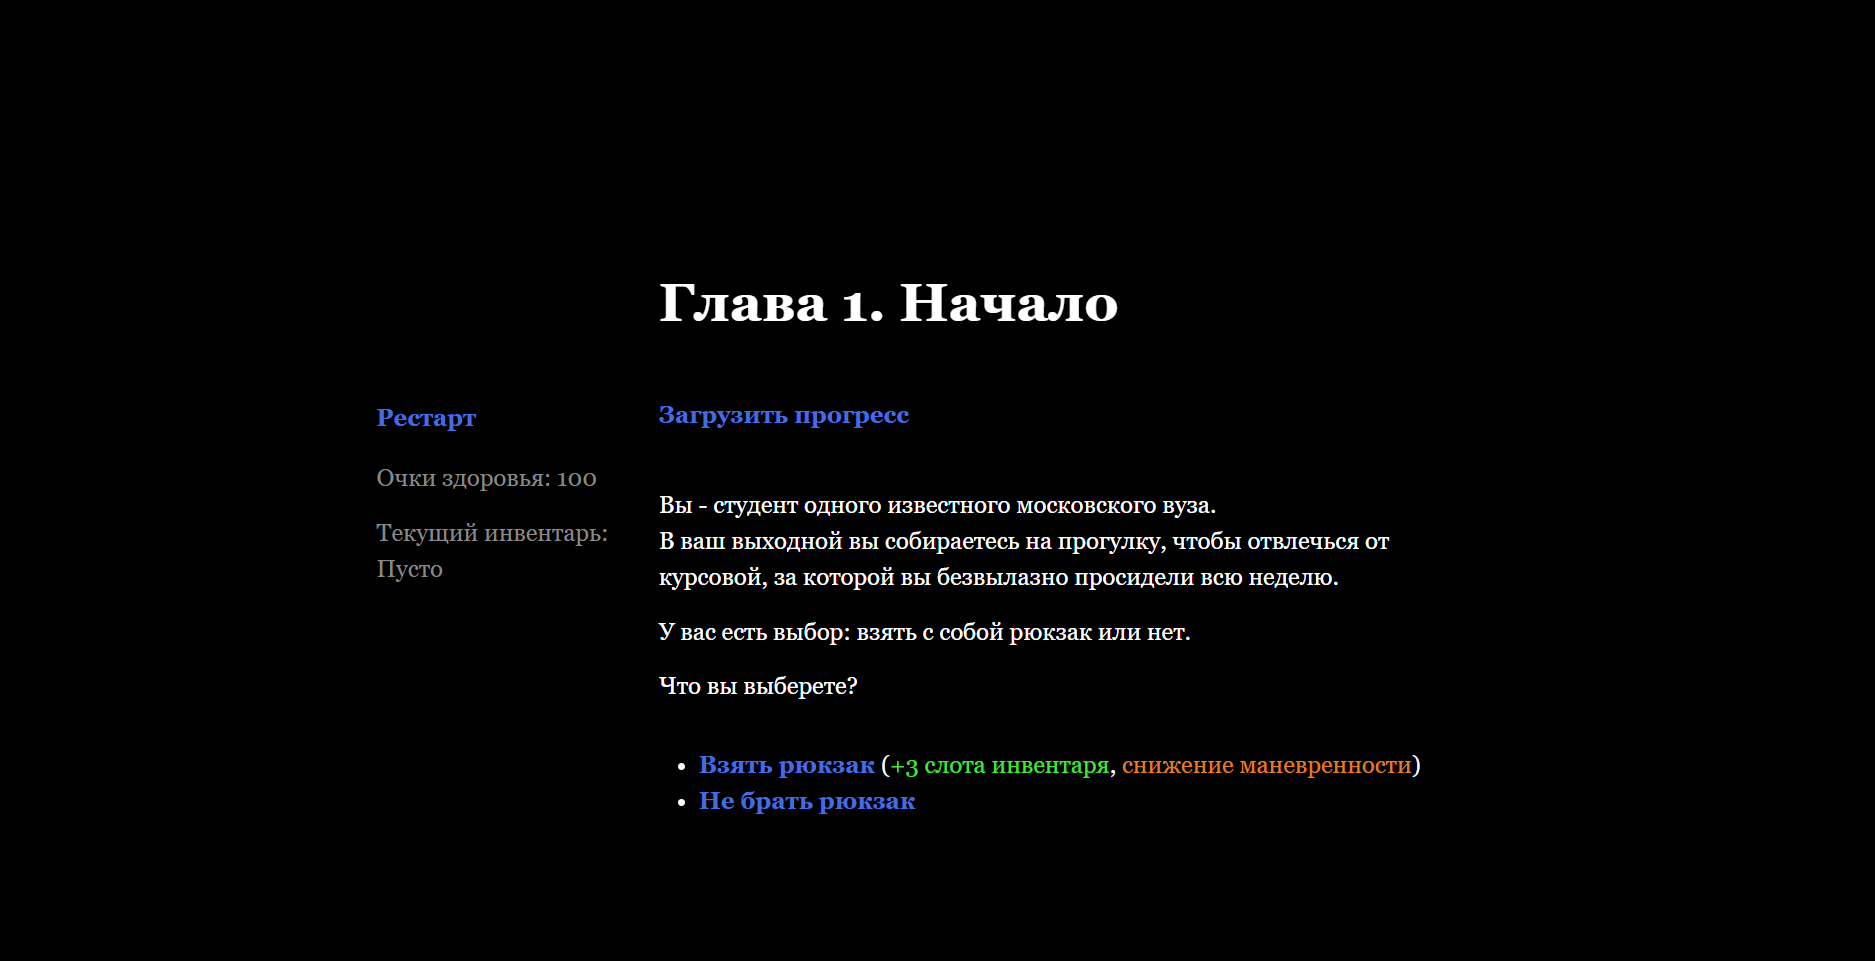 Глава 1. Начало
Рестарт
Очки здоровья: 100
Текущий инвентарь:
Пусто
Загрузить прогресс
Вы - студент одного известного московского вуза.
В ваш выходной вы собираетесь на прогулку, чтобы отвлечься от
курсовой, за которой вы безвылазно просидели всю неделю.
У вас есть выбор: взять с собой рюкзак или нет.
Что вы выберете?
• Взять рюкзак (+3 слота инвентаря, снижение маневренности)
• Не брать рюкзак